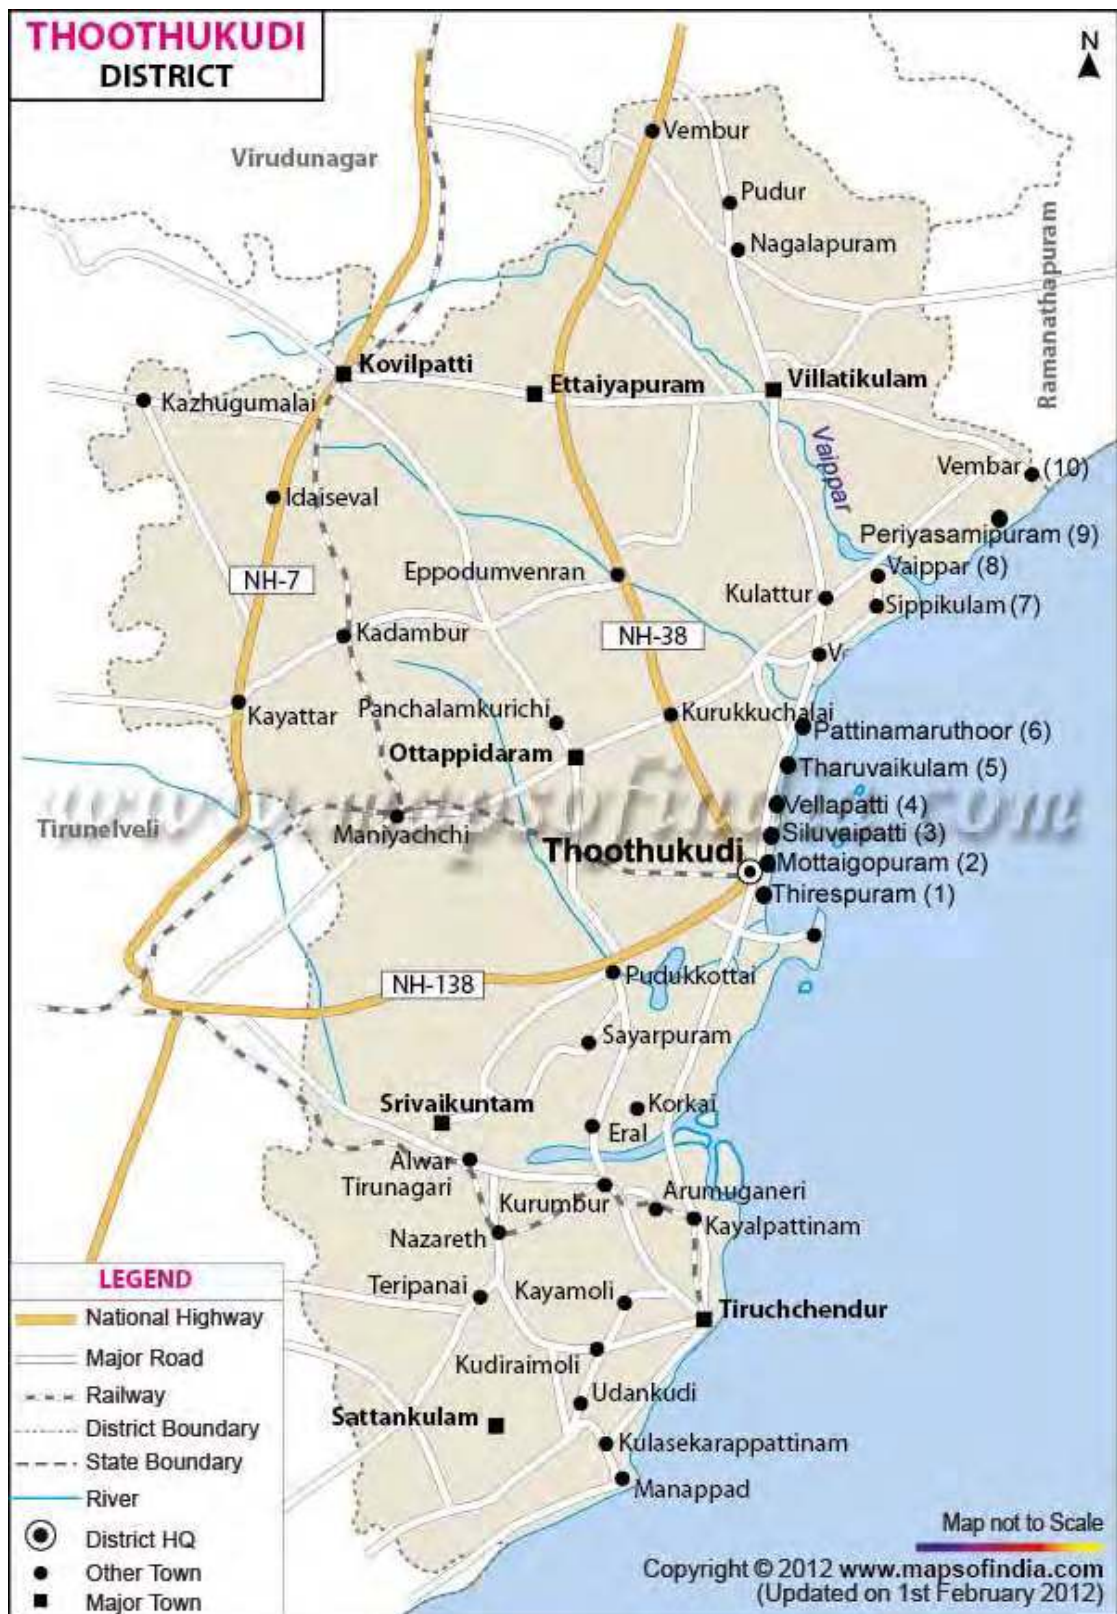 THOOTHUKUDI
DISTRICT
N
Virudunagar
Vembur
Pudur
Nagalapuram
Ramanathapuram
Kovilpatti
Ettaiyapuram
Villatikulam
Kazhugumalai
Vaippar
Vembar (10)
Idaiseval
Periyasamipuram (9)
Vaippar (8)
NH-7
Eppodumvenran
Kulattur
Sippikulam (7)
Kadambur
NH-38
Kayattar
Panchalamkurichi
Kurukkuchalai
Pattinamaruthoor (6)
Ottappidaram
Tharuvaikulam (5)
www.mapsofindia.com
Vellapatti (4)
Tirunelveli
Maniyachchi
Siluvaipatti (3)
Thoothukudi
Mottaigopuram (2)
Thirespuram (1)
NH-138
Pudukkottai
Sayarpuram
Srivaikuntam
Korkai
Eral
Alwar
Tirunagari
Kurumbur
Arumuganeri
Kayalpattinam
Nazareth
Teripanai
Kayamoli
Tiruchchendur
Kudiraimoli
Udankudi
Sattankulam
Kulasekarappattinam
Manappad
LEGEND
National Highway
Major Road
Railway
District Boundary
State Boundary
River
District HQ
Other Town
Major Town
Map not to Scale
Copyright © 2012 www.mapsofindia.com
(Updated on 1st February 2012)